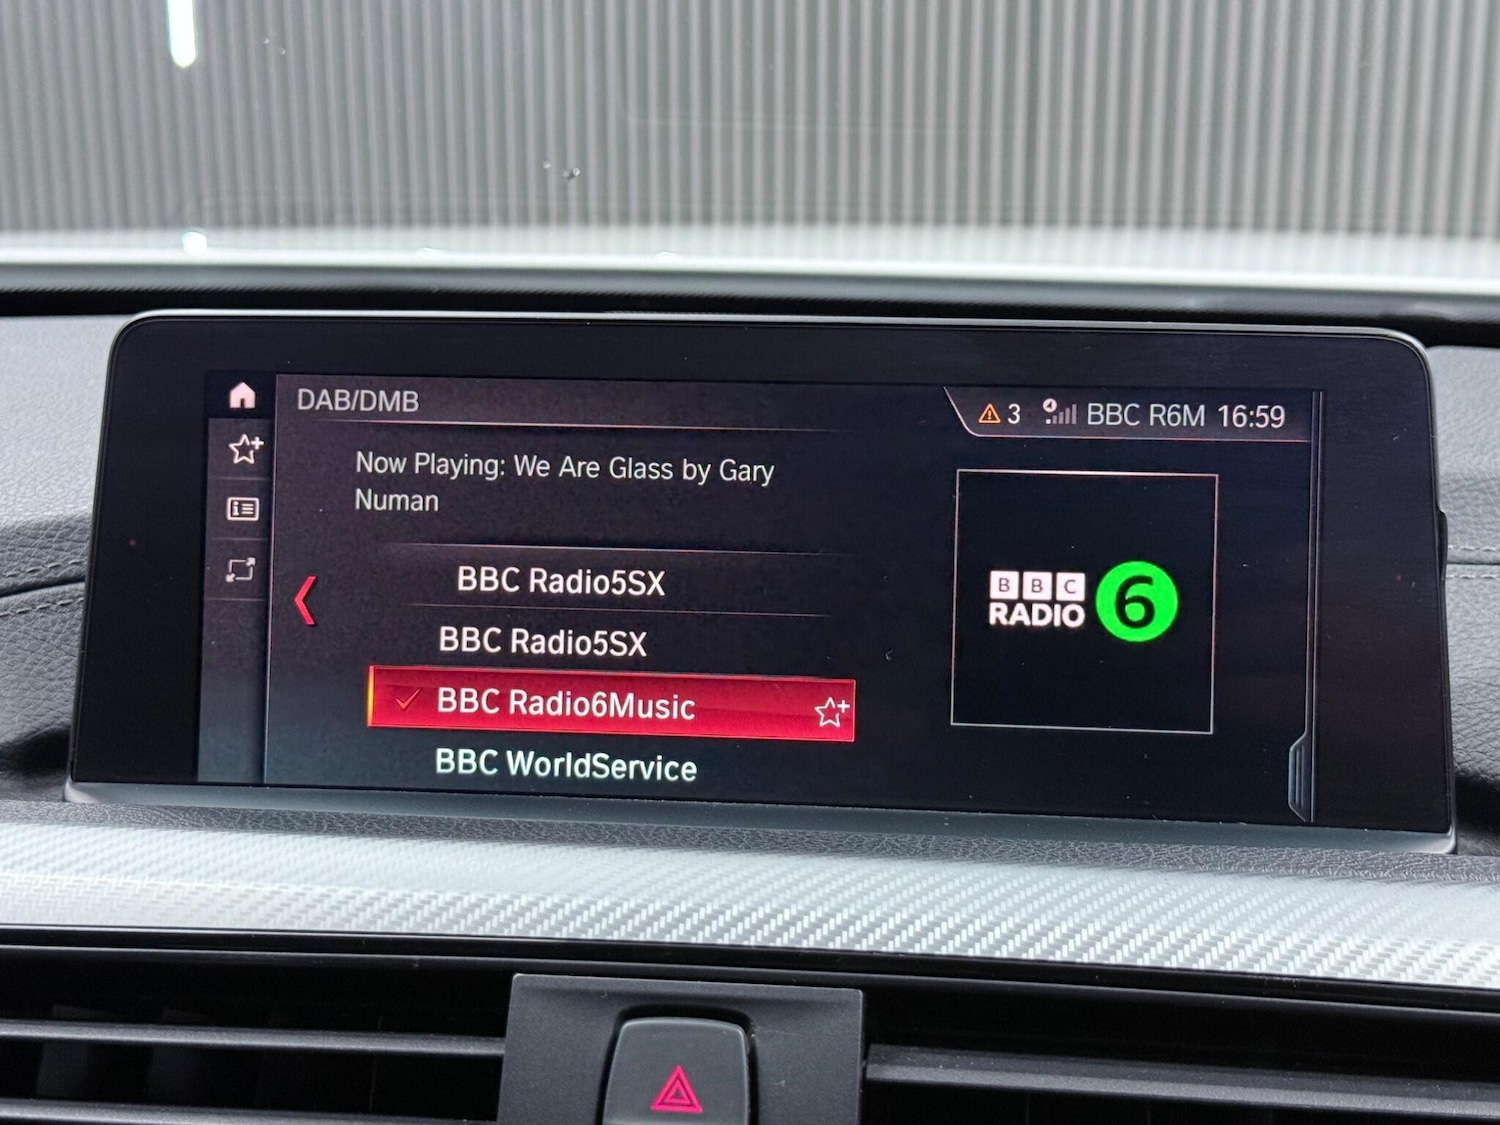 DAB/DMB
3 BBC R6M 16:59
Now Playing: We Are Glass by Gary
Numan
BBC Radio5SX
BBC Radio5SX
BBC Radio6Music
BBC WorldService
BBC
RADIO 6